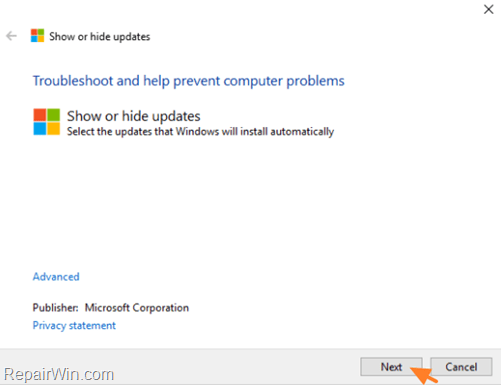 Show or hide updates
Troubleshoot and help prevent computer problems
Show or hide updates
Select the updates that Windows will install automatically
Advanced
Publisher: Microsoft Corporation
Privacy statement
Next
Cancel
RepairWin.com